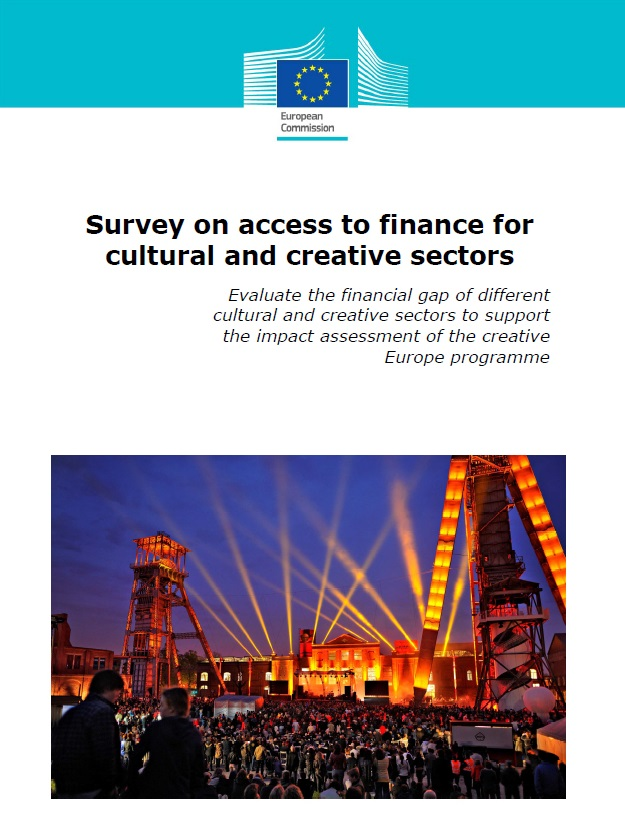 European
Commission
Survey on access to finance for
cultural and creative sectors
Evaluate the financial gap of different
cultural and creative sectors to support
the impact assessment of the creative
Europe programme